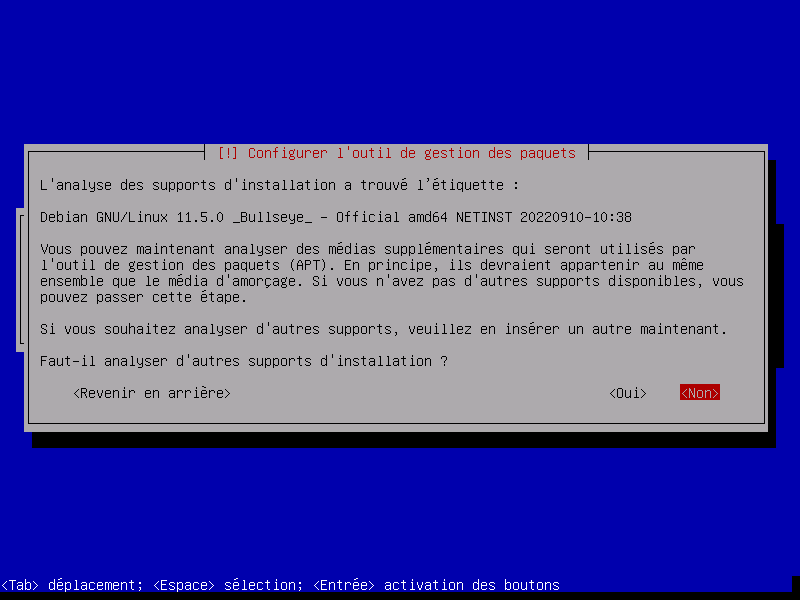 [!] Configurer l'outil de gestion des paquets
L'analyse des supports d'installation a trouvé l’étiquette :
Debian GNU/Linux 11.5.0 _Bullseye_ - Official amd64 NETINST 20220910-10:38
Vous pouvez maintenant analyser des médias supplémentaires qui seront utilisés par
l'outil de gestion des paquets (APT). En principe, ils devraient appartenir au même
ensemble que le média d'amorçage. Si vous n'avez pas d'autres supports disponibles, vous
pouvez passer cette étape.
Si vous souhaitez analyser d'autres supports, veuillez en insérer un autre maintenant.
Faut-il analyser d'autres supports d'installation ?
<Revenir en arrière> <Oui> <Non>
<Tab> déplacement; <Espace> sélection; <Entrée> activation des boutons